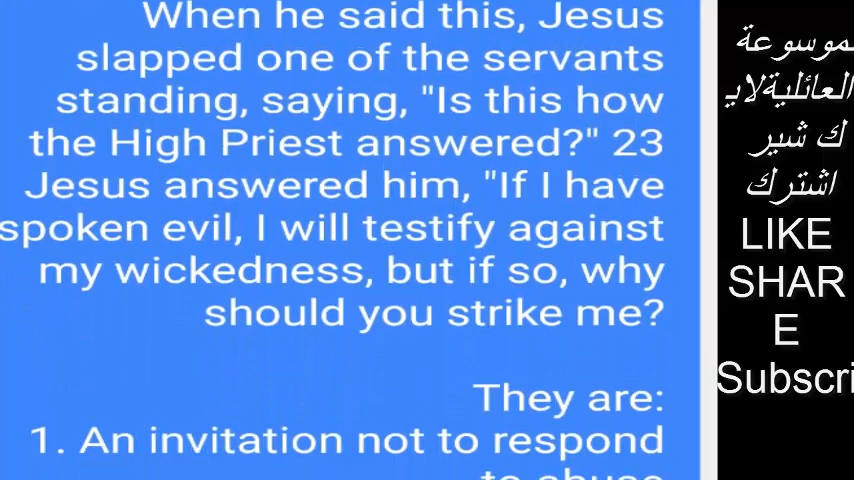 When he said this, Jesus
slapped one of the servants
standing, saying, "Is this how
the High Priest answered?" 23
Jesus answered him, "If I have
spoken evil, I will testify against
my wickedness, but if so, why
should you strike me?
They are:
1. An invitation not to respond
to abuse
موسوعة
العائليةلاي
ك شير
اشترك
LIKE
SHAR
E
Subscri